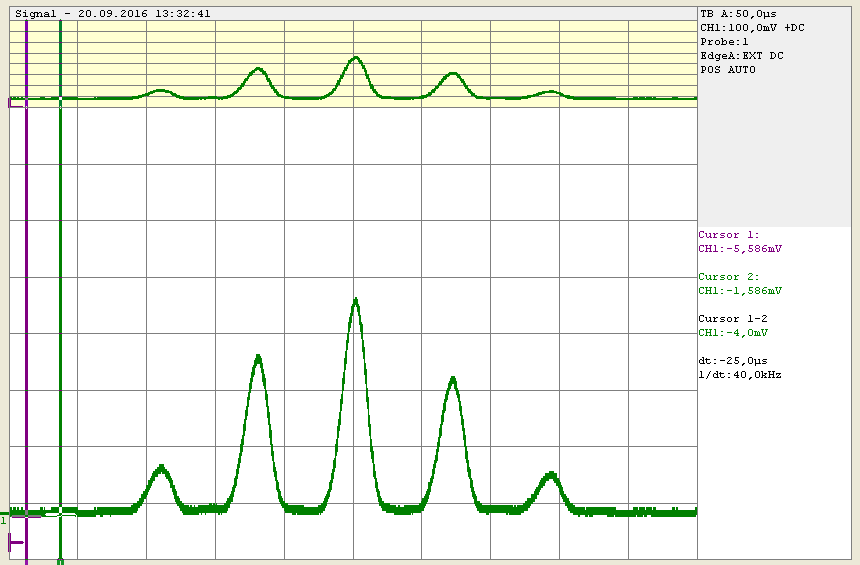 Signal - 20.09.2016 13:32:41
TB A:50,0µs
CH1:100,0mV +DC
Probe:1
EdgeA:EXT DC
POS AUTO
Cursor 1:
CH1:-5,586mV
Cursor 2:
CH1:-1,586mV
Cursor 1-2
CH1:-4,0mV
dt:-25,0µs
1/dt:40,0kHz
1